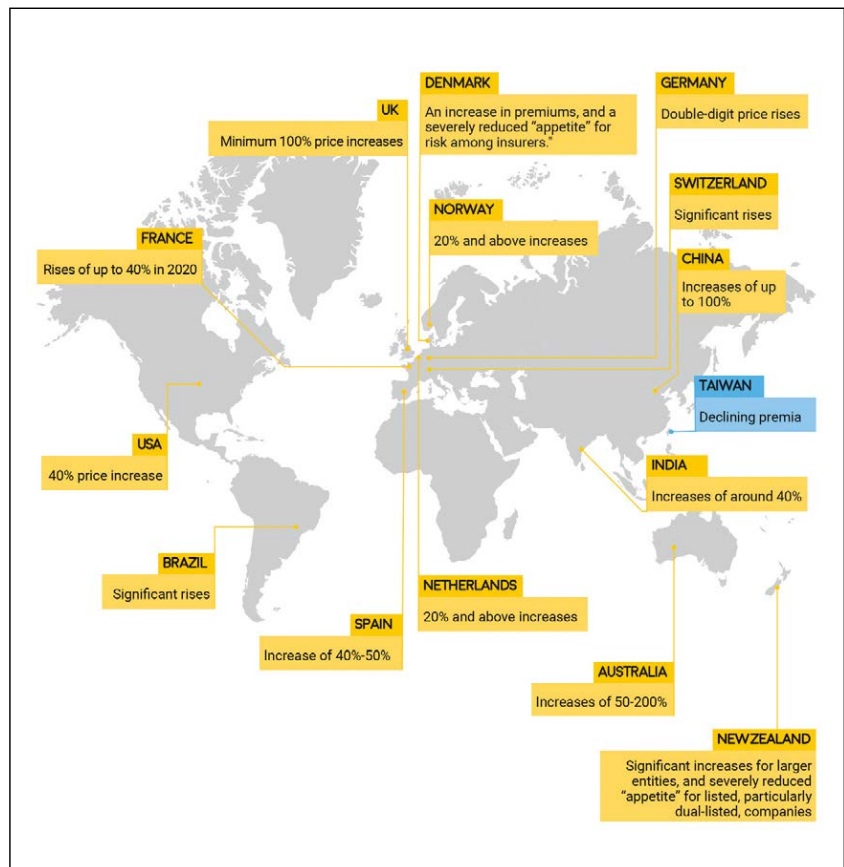 DENMARK
An increase in premiums, and a
severely reduced “appetite” for
risk among insurers."
GERMANY
Double-digit price rises
UK
Minimum 100% price increases
SWITZERLAND
Significant rises
NORWAY
20% and above increases
FRANCE
Rises of up to 40% in 2020
CHINA
Increases of up
to 100%
TAIWAN
Declining premia
USA
40% price increase
INDIA
Increases of around 40%
BRAZIL
Significant rises
NETHERLANDS
20% and above increases
SPAIN
Increase of 40%-50%
AUSTRALIA
Increases of 50-200%
NEW ZEALAND
Significant increases for larger
entities, and severely reduced
“appetite” for listed, particularly
dual-listed, companies